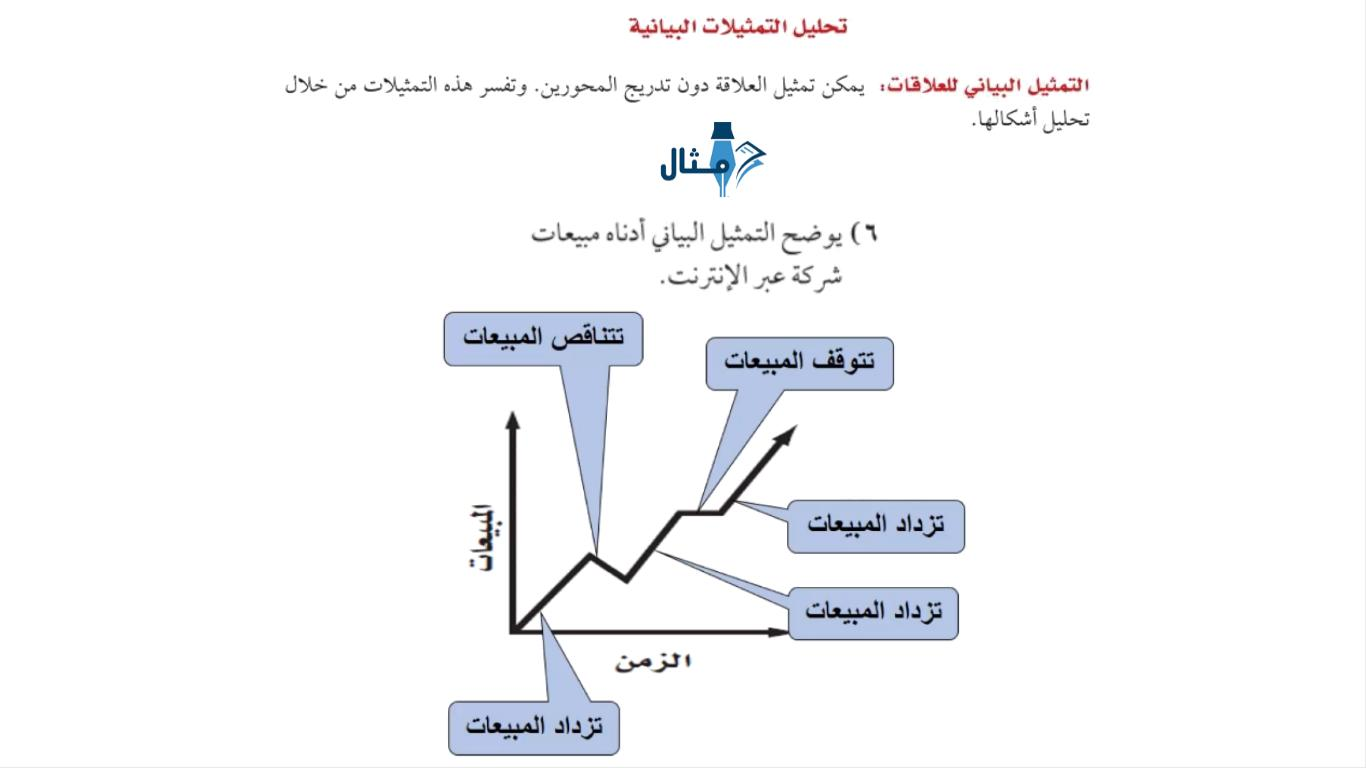 تحليل التمثيلات البيانية
التمثيل البياني للعلاقات: يمكن تمثيل العلاقة دون تدريج المحورين. وتفسر هذه التمثيلات من خلال
تحليل أشكالها.
مثال
٦) يوضح التمثيل البياني أدناه مبيعات
شركة عبر الإنترنت.
تتناقص المبيعات
تتوقف المبيعات
المبيعات
تزداد المبيعات
تزداد المبيعات
الزمن
تزداد المبيعات